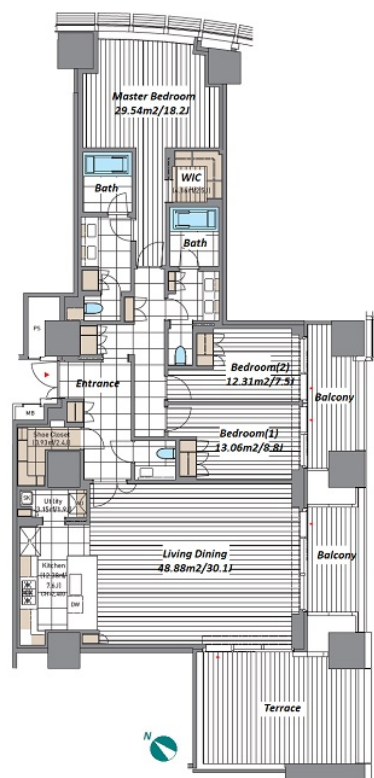 Master Bedroom
29.54m2/18.2J
Bath
WIC
Bath
PS
Bedroom(2)
12.31m2/7.5J
Balcony
Entrance
MB
Bedroom(1)
13.06m2/8.8J
Shoe Closet
SK
Utility
Living Dining
48.88m2/30.1J
Balcony
Kitchen
DW
Terrace
N